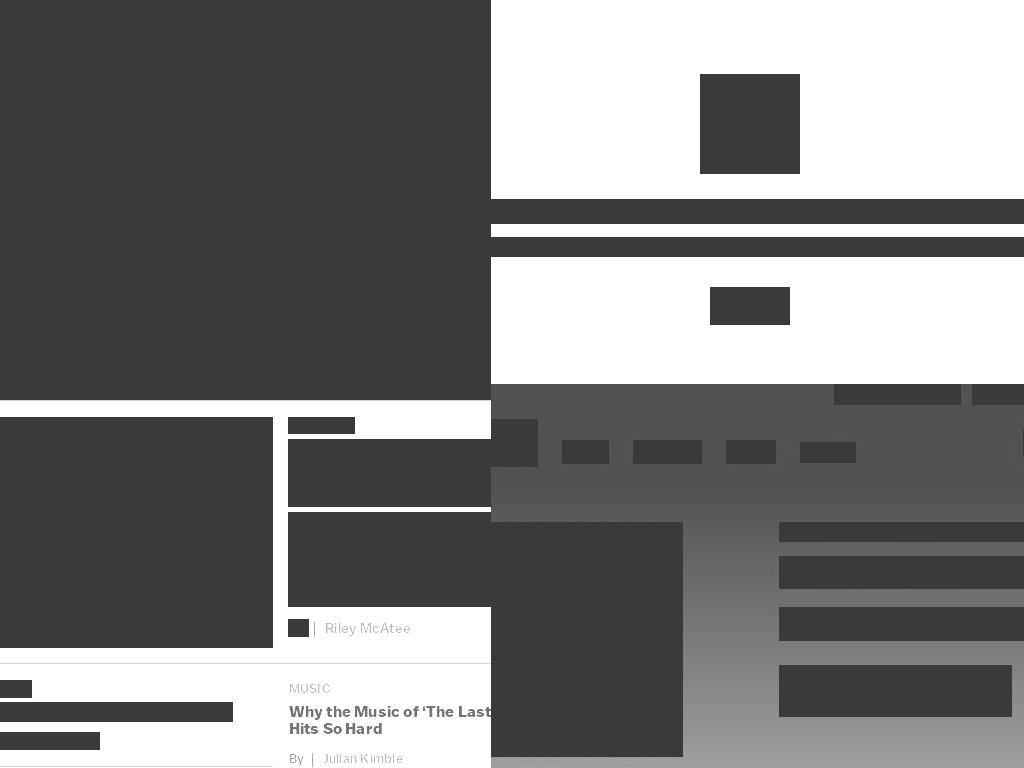 Riley McAtee
MUSIC
Why the Music of ‘The Last
Hits So Hard
By | Julian Kimble